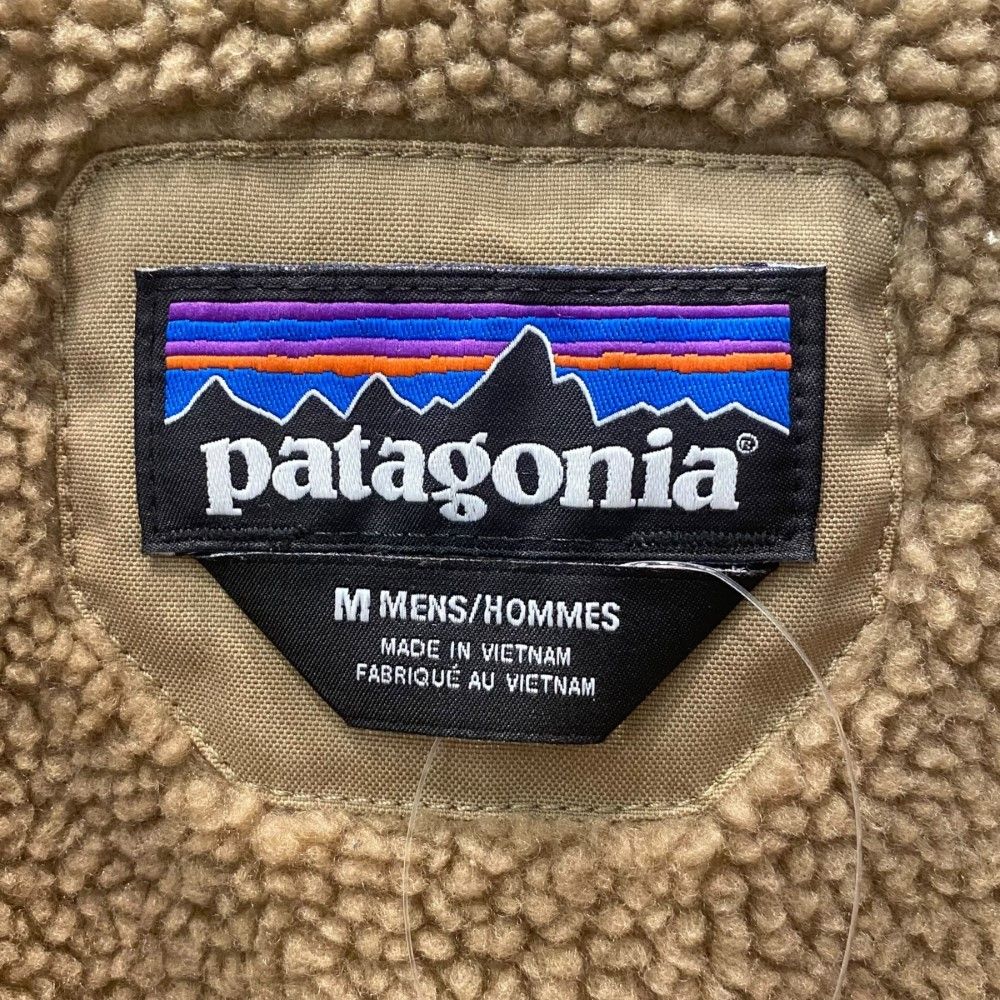 patagonia®
M MENS/HOMMES
MADE IN VIETNAM
FABRIQUÉ AU VIETNAM